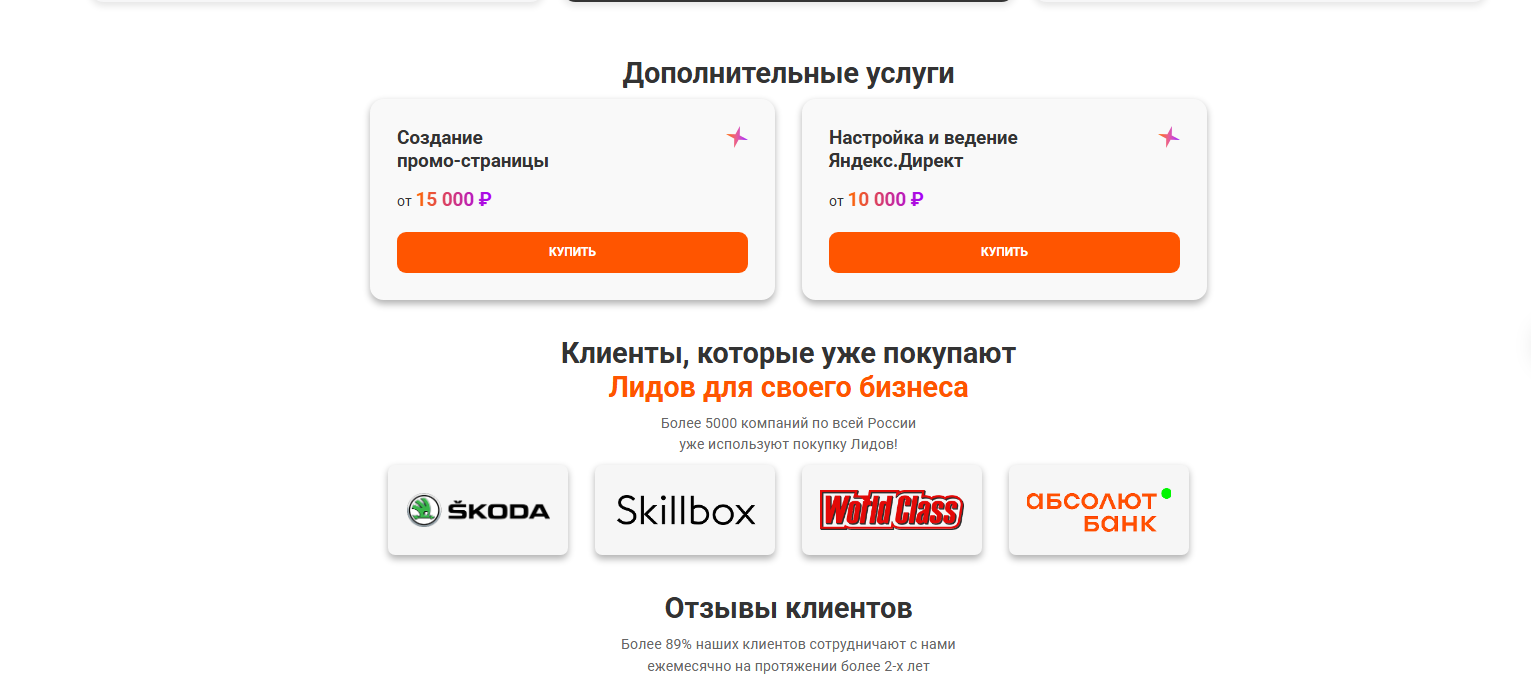 Дополнительные услуги
Создание
промо-страницы
от 15 000 ₽
КУПИТЬ
Настройка и ведение
Яндекс.Директ
от 10 000 ₽
КУПИТЬ
Клиенты, которые уже покупают
Лидов для своего бизнеса
Более 5000 компаний по всей России
уже используют покупку Лидов!
ŠKODA
Skillbox
World Class
АБСОЛЮТ
БАНК
Отзывы клиентов
Более 89% наших клиентов сотрудничают с нами
ежемесячно на протяжении более 2-х лет